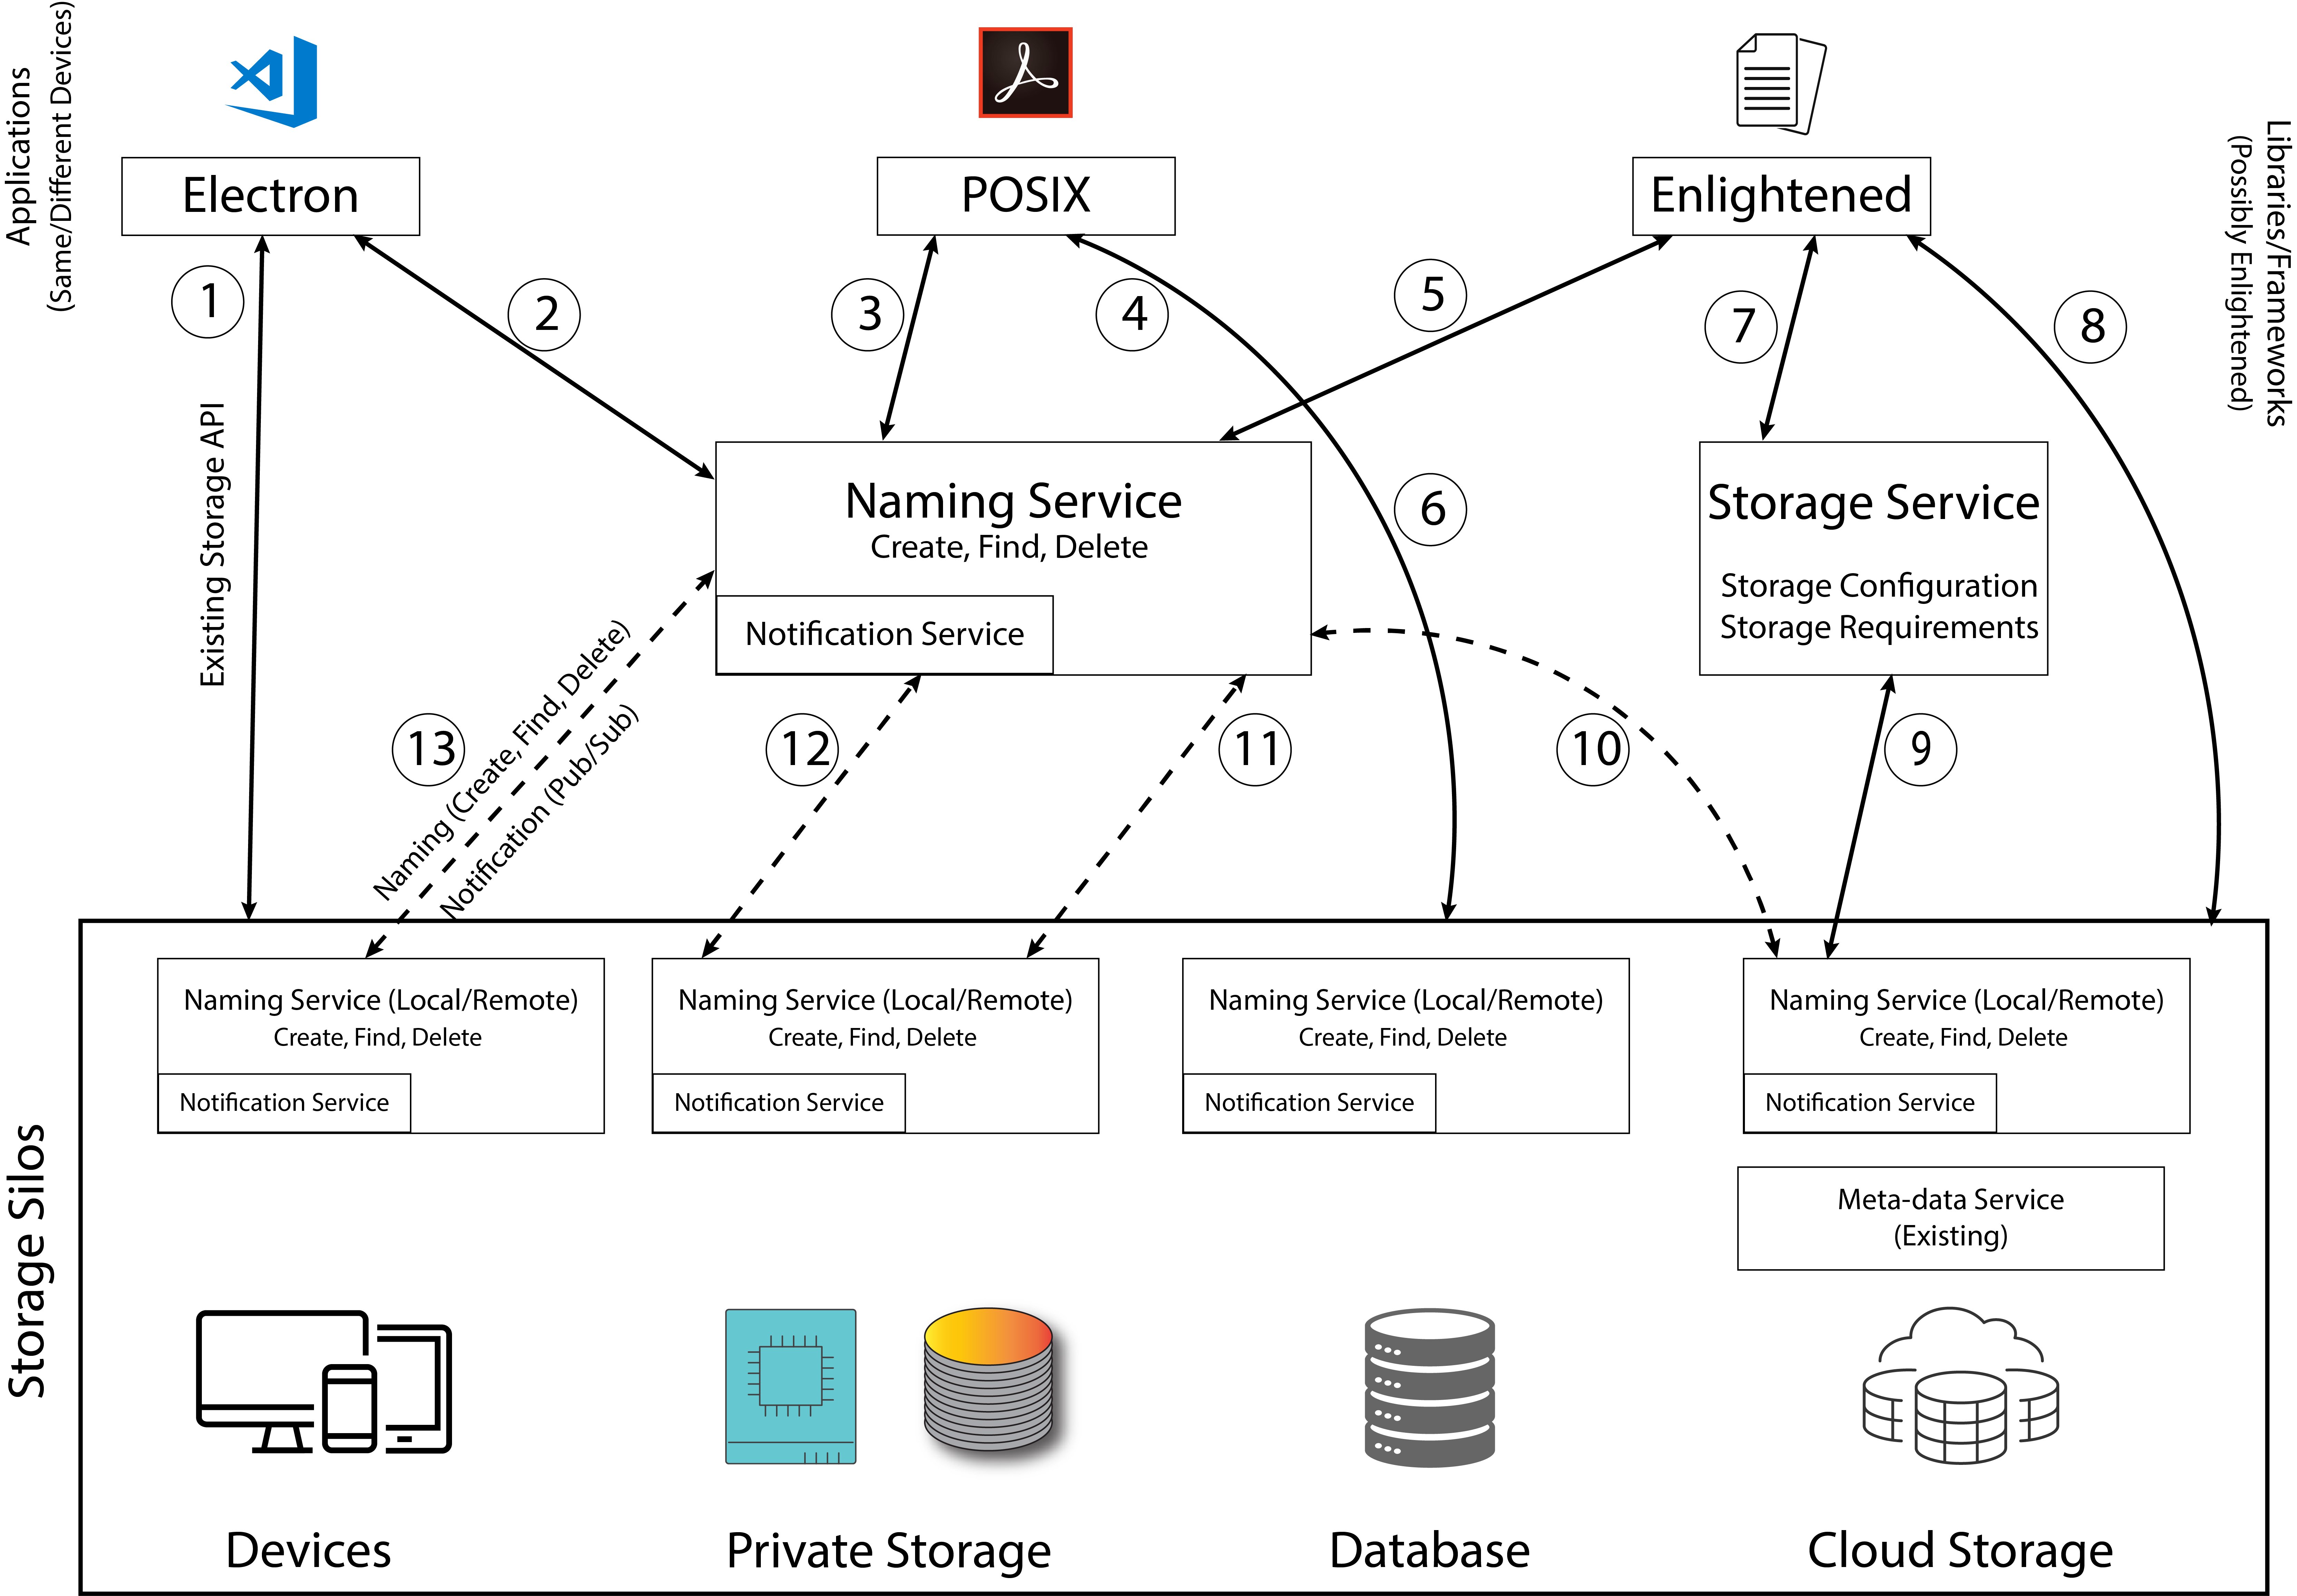 Applications
(Same/Different Devices)
Libraries/Frameworks
(Possibly Enlightened)
Electron
POSIX
Enlightened
1
2
3
4
5
7
8
Existing Storage API
Naming Service
Create, Find, Delete
Notification Service
6
Storage Service
Storage Configuration
Storage Requirements
13
Naming (Create, Find, Delete)
Notification (Pub/Sub)
12
11
10
9
Storage Silos
Naming Service (Local/Remote)
Create, Find, Delete
Notification Service
Naming Service (Local/Remote)
Create, Find, Delete
Notification Service
Naming Service (Local/Remote)
Create, Find, Delete
Notification Service
Naming Service (Local/Remote)
Create, Find, Delete
Notification Service
Meta-data Service
(Existing)
Devices
Private Storage
Database
Cloud Storage